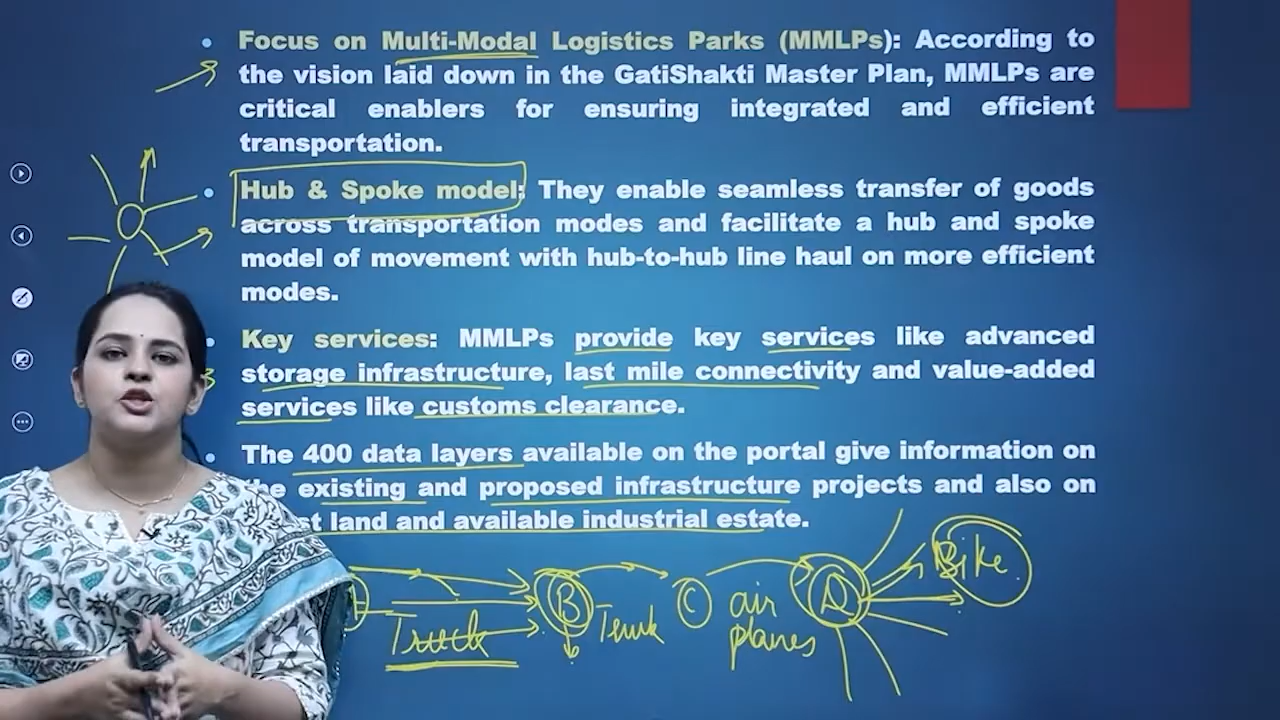 Focus on Multi-Modal Logistics Parks (MMLPs): According to
the vision laid down in the GatiShakti Master Plan, MMLPs are
critical enablers for ensuring integrated and efficient
transportation.
Hub & Spoke model: They enable seamless transfer of goods
across transportation modes and facilitate a hub and spoke
model of movement with hub-to-hub line haul on more efficient
modes.
Key services: MMLPs provide key services like advanced
storage infrastructure, last mile connectivity and value-added
services like customs clearance.
The 400 data layers available on the portal give information on
existing and proposed infrastructure projects and also on
land and available industrial estate.
B C air planes D Bike
Truck